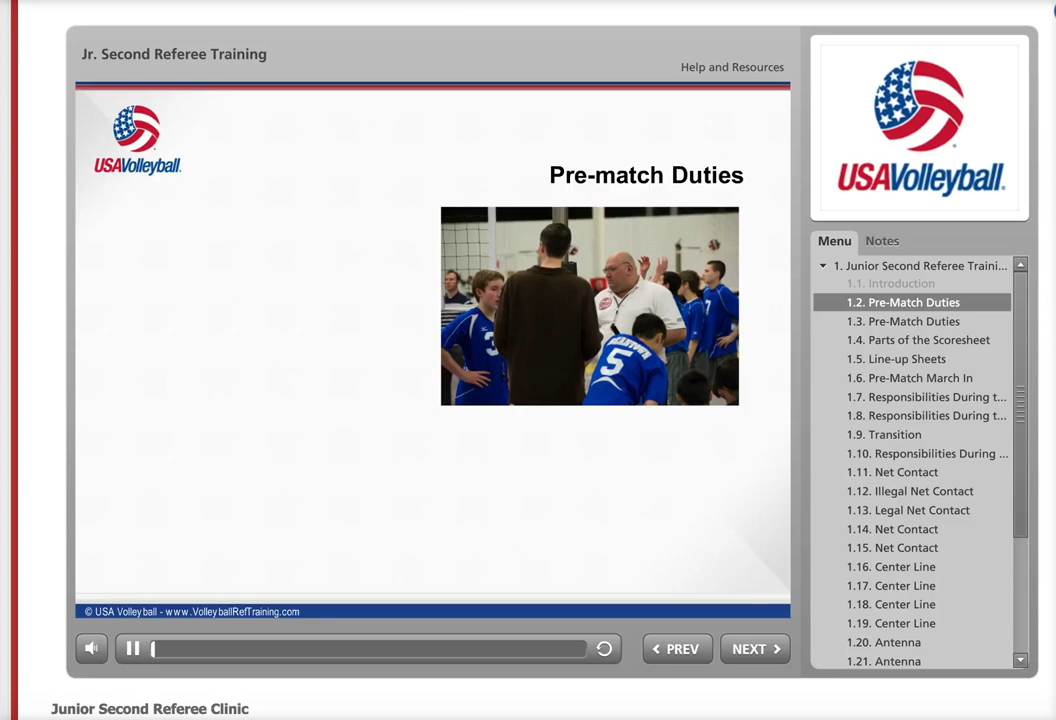 Jr. Second Referee Training
Help and Resources
USAVolleyball.
Pre-match Duties
3
5
© USA Volleyball - www.VolleyballRefTraining.com
PREV
NEXT
USAVolleyball.
Menu
Notes
1. Junior Second Referee Traini...
1.1. Introduction
1.2. Pre-Match Duties
1.3. Pre-Match Duties
1.4. Parts of the Scoresheet
1.5. Line-up Sheets
1.6. Pre-Match March In
1.7. Responsibilities During t...
1.8. Responsibilities During t...
1.9. Transition
1.10. Responsibilities During ...
1.11. Net Contact
1.12. Illegal Net Contact
1.13. Legal Net Contact
1.14. Net Contact
1.15. Net Contact
1.16. Center Line
1.17. Center Line
1.18. Center Line
1.19. Center Line
1.20. Antenna
1.21. Antenna
Junior Second Referee Clinic